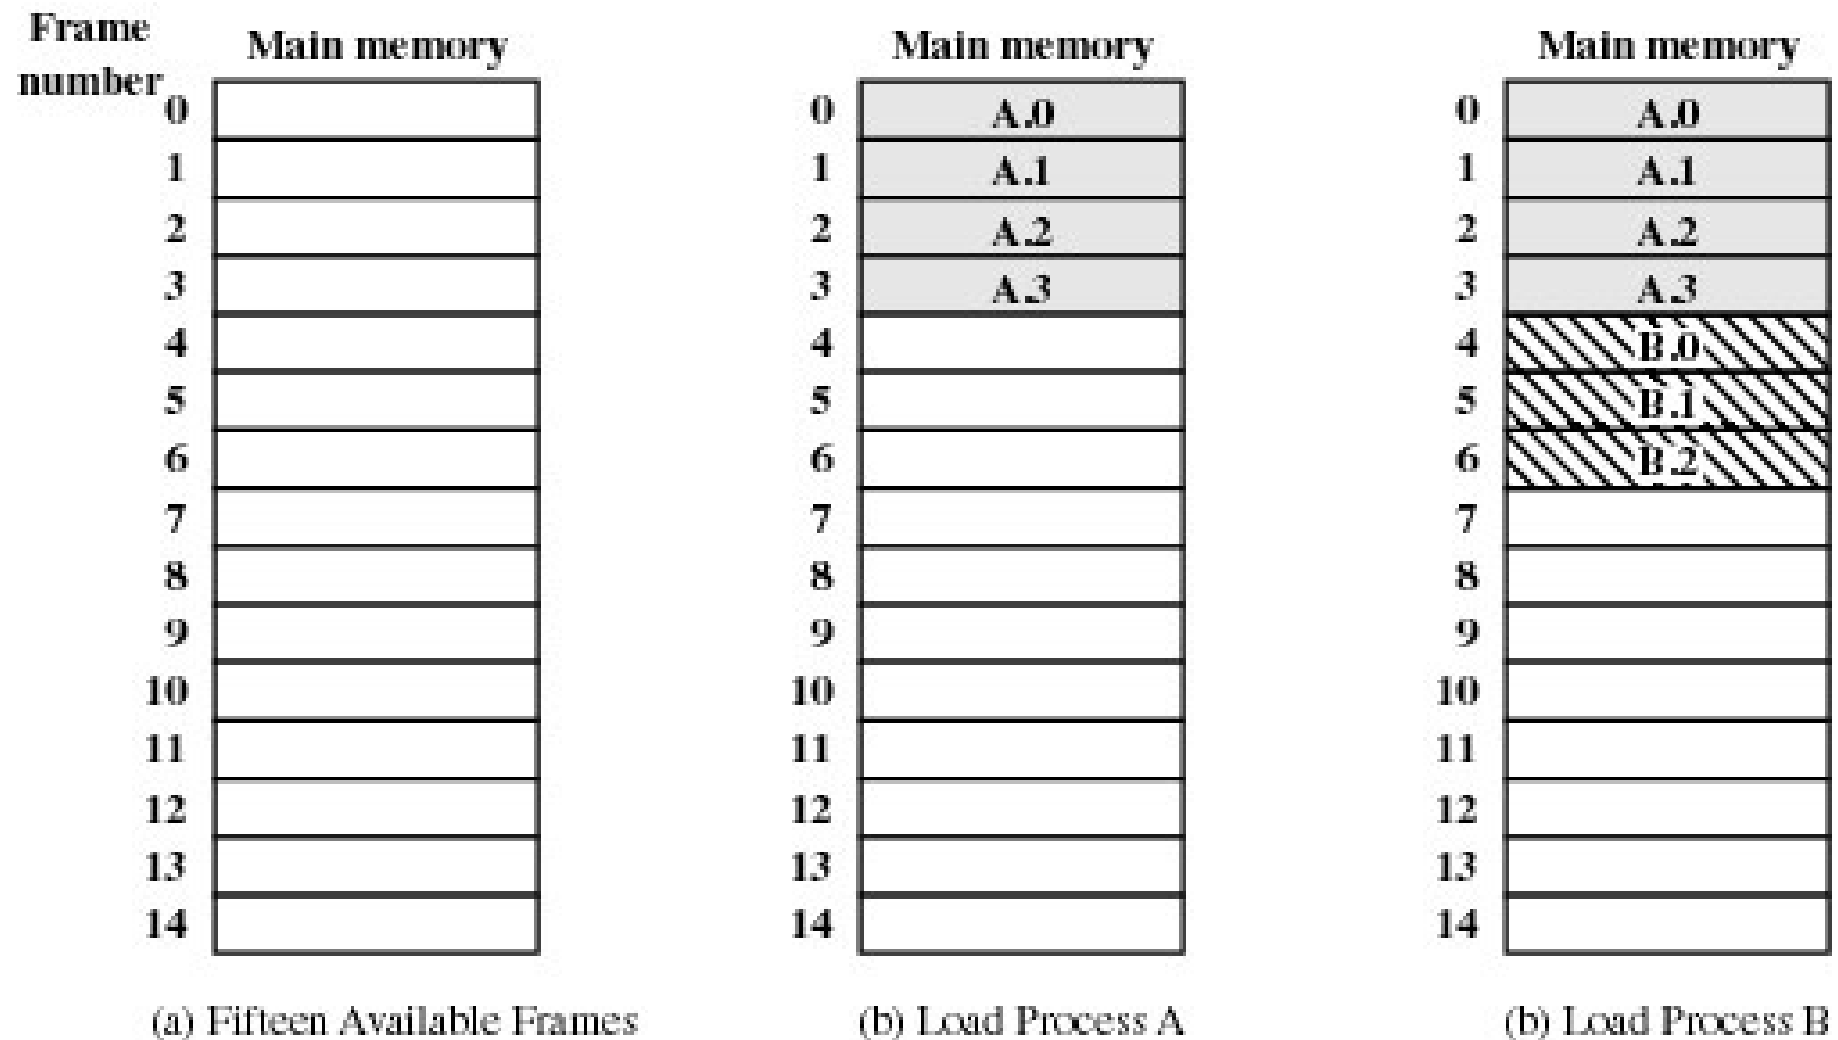 Frame
number
Main memory
0
1
2
3
4
5
6
7
8
9
10
11
12
13
14
(a) Fifteen Available Frames
Main memory
0 A.0
1 A.1
2 A.2
3 A.3
4
5
6
7
8
9
10
11
12
13
14
(b) Load Process A
Main memory
0 A.0
1 A.1
2 A.2
3 A.3
4 B.0
5 B.1
6 B.2
7
8
9
10
11
12
13
14
(b) Load Process B